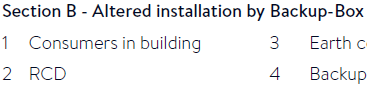 Section B - Altered installation by Backup-Box
1 Consumers in building 3 Earth
2 RCD 4 Backup